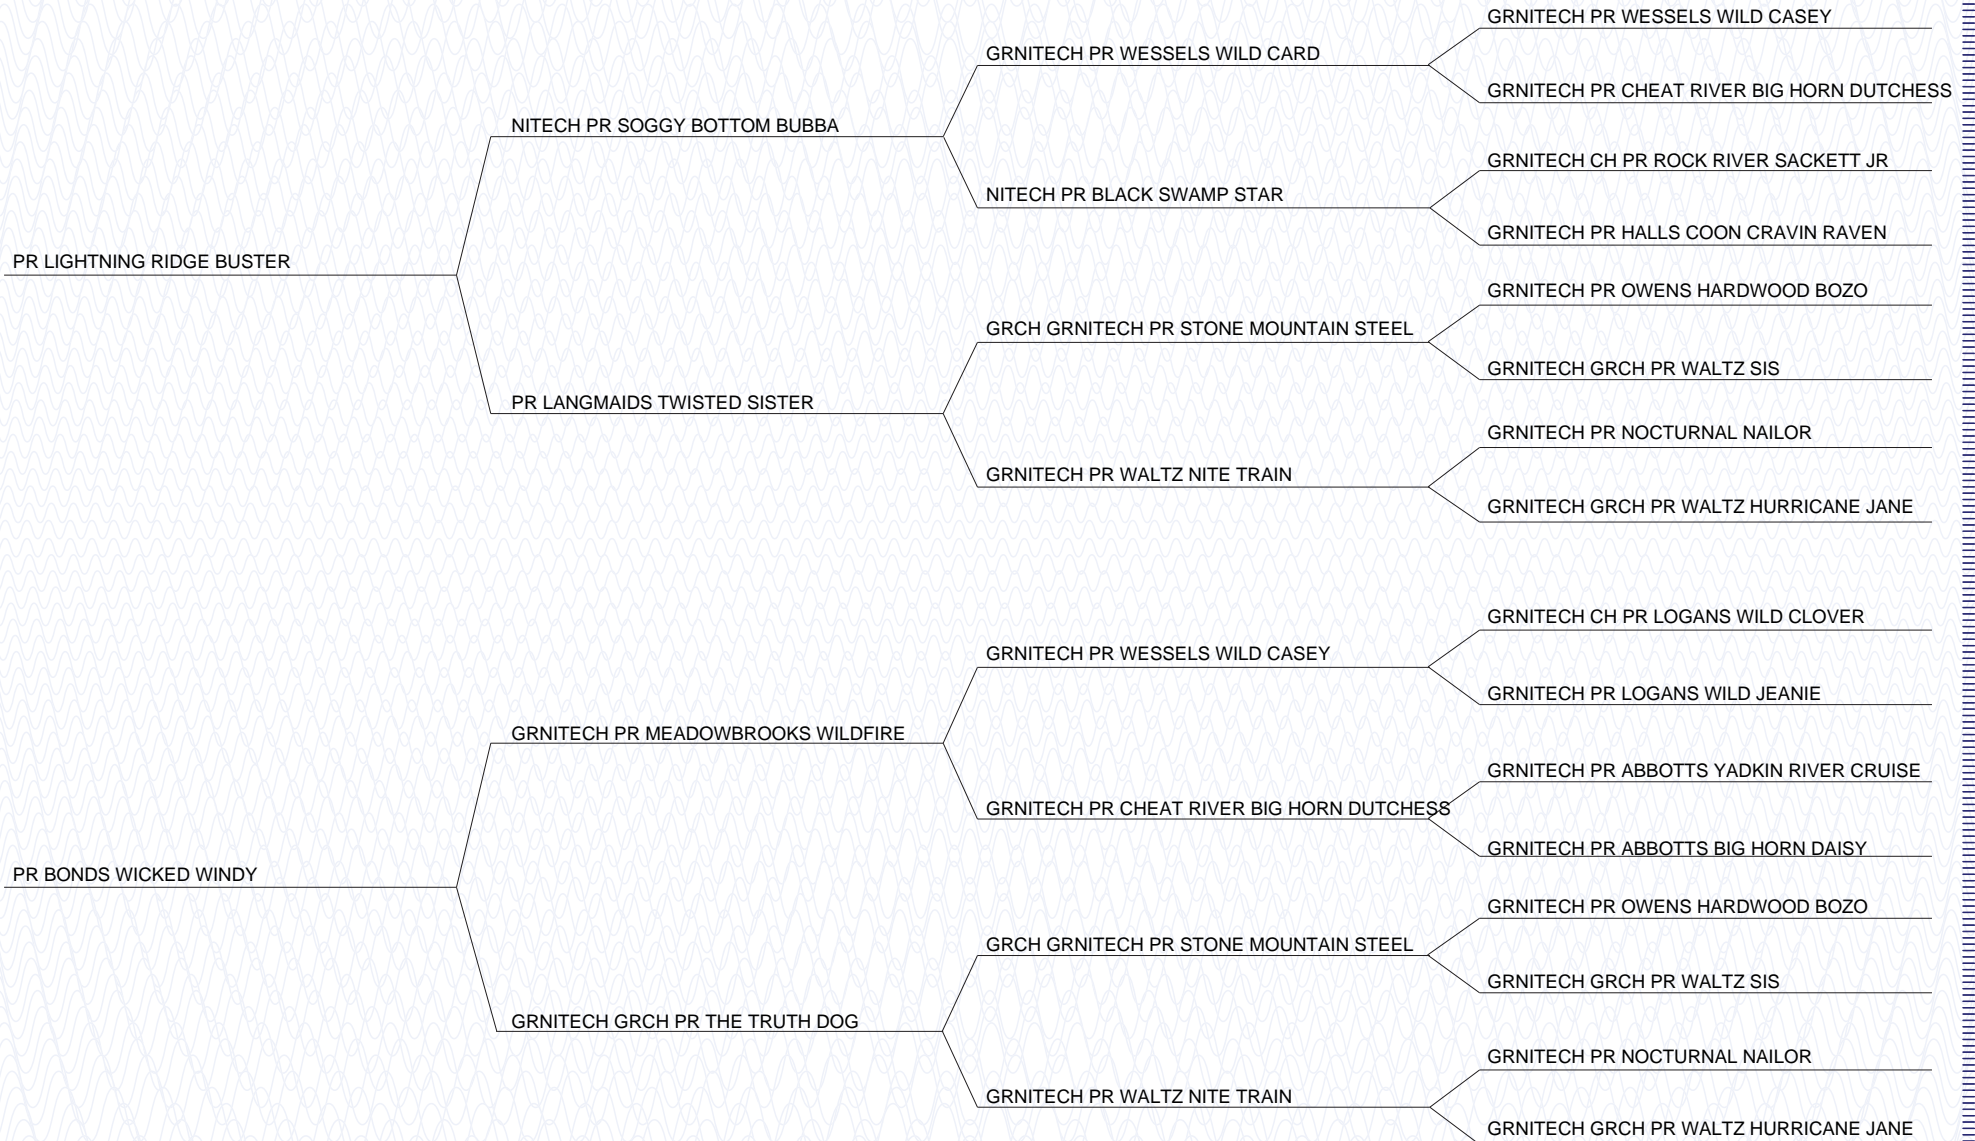 GRNITECH PR WESSELS WILD CASEY
GRNITECH PR WESSELS WILD CARD
GRNITECH PR CHEAT RIVER BIG HORN DUTCHESS
NITECH PR SOGGY BOTTOM BUBBA
GRNITECH CH PR ROCK RIVER SACKETT JR
NITECH PR BLACK SWAMP STAR
GRNITECH PR HALLS COON CRAVIN RAVEN
PR LIGHTNING RIDGE BUSTER
GRNITECH PR OWENS HARDWOOD BOZO
GRCH GRNITECH PR STONE MOUNTAIN STEEL
GRNITECH GRCH PR WALTZ SIS
PR LANGMAIDS TWISTED SISTER
GRNITECH PR NOCTURNAL NAILOR
GRNITECH PR WALTZ NITE TRAIN
GRNITECH GRCH PR WALTZ HURRICANE JANE
GRNITECH CH PR LOGANS WILD CLOVER
GRNITECH PR WESSELS WILD CASEY
GRNITECH PR LOGANS WILD JEANIE
GRNITECH PR MEADOWBROOKS WILDFIRE
GRNITECH PR ABBOTTS YADKIN RIVER CRUISE
GRNITECH PR CHEAT RIVER BIG HORN DUTCHESS
GRNITECH PR ABBOTTS BIG HORN DAISY
PR BONDS WICKED WINDY
GRNITECH PR OWENS HARDWOOD BOZO
GRCH GRNITECH PR STONE MOUNTAIN STEEL
GRNITECH GRCH PR WALTZ SIS
GRNITECH GRCH PR THE TRUTH DOG
GRNITECH PR NOCTURNAL NAILOR
GRNITECH PR WALTZ NITE TRAIN
GRNITECH GRCH PR WALTZ HURRICANE JANE